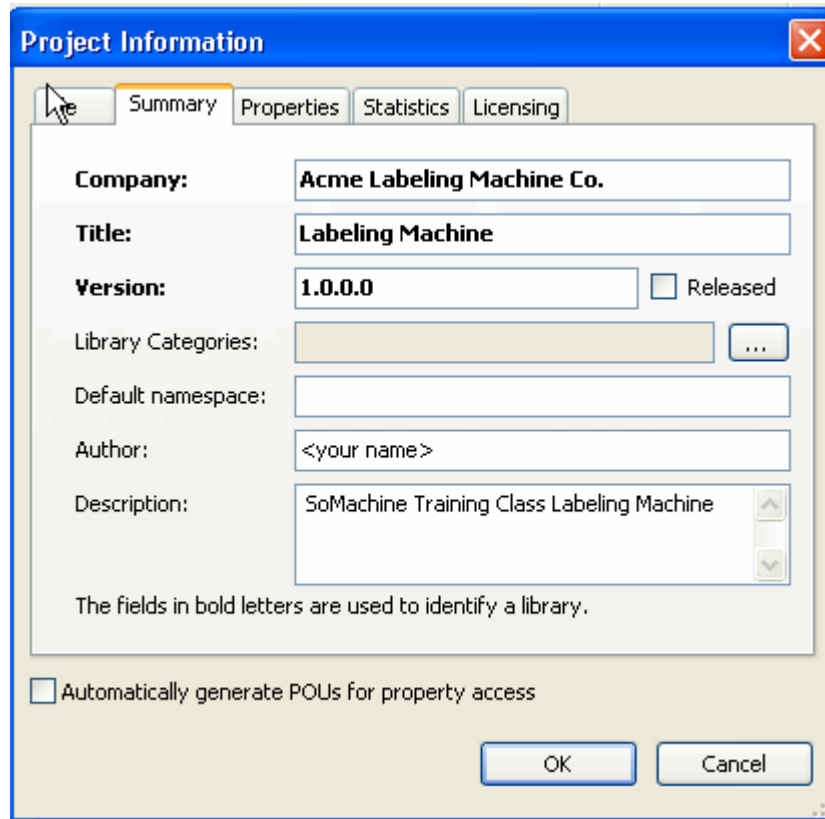 Project Information
Summary Properties Statistics Licensing
Company: Acme Labeling Machine Co.
Title: Labeling Machine
Version: 1.0.0.0 Released
Library Categories: ...
Default namespace:
Author: <your name>
Description: SoMachine Training Class Labeling Machine
The fields in bold letters are used to identify a library.
Automatically generate POUs for property access
OK Cancel